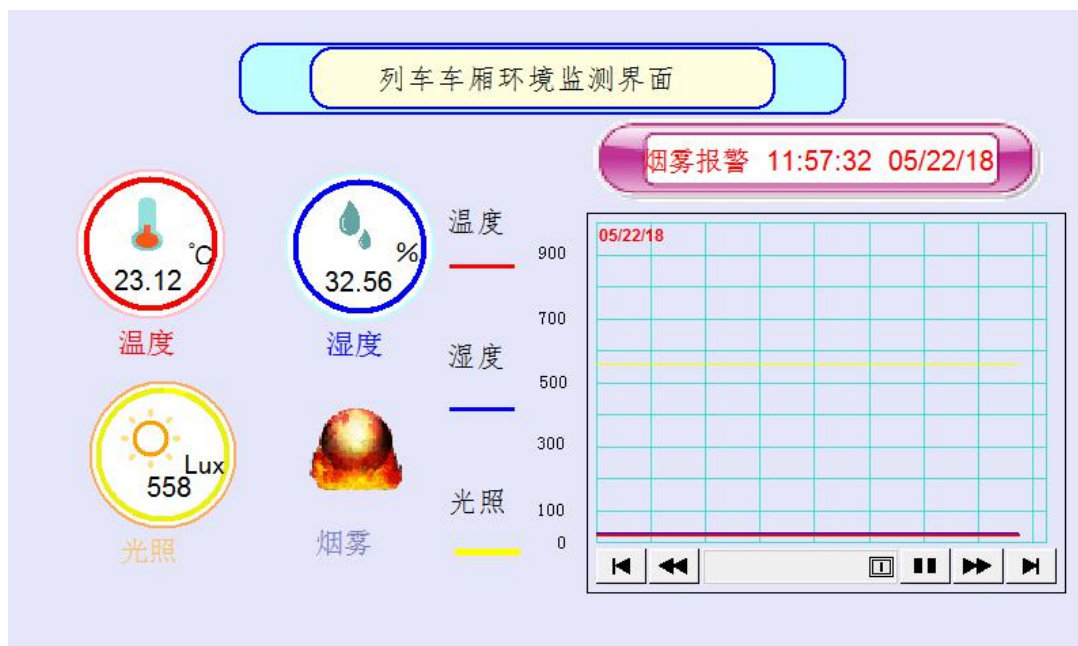 列车车厢环境监测界面
烟雾报警 11:57:32 05/22/18
℃
23.12
温度
%
32.56
湿度
Lux
558
光照
烟雾
温度
湿度
光照
05/22/18
900
700
500
300
100
0